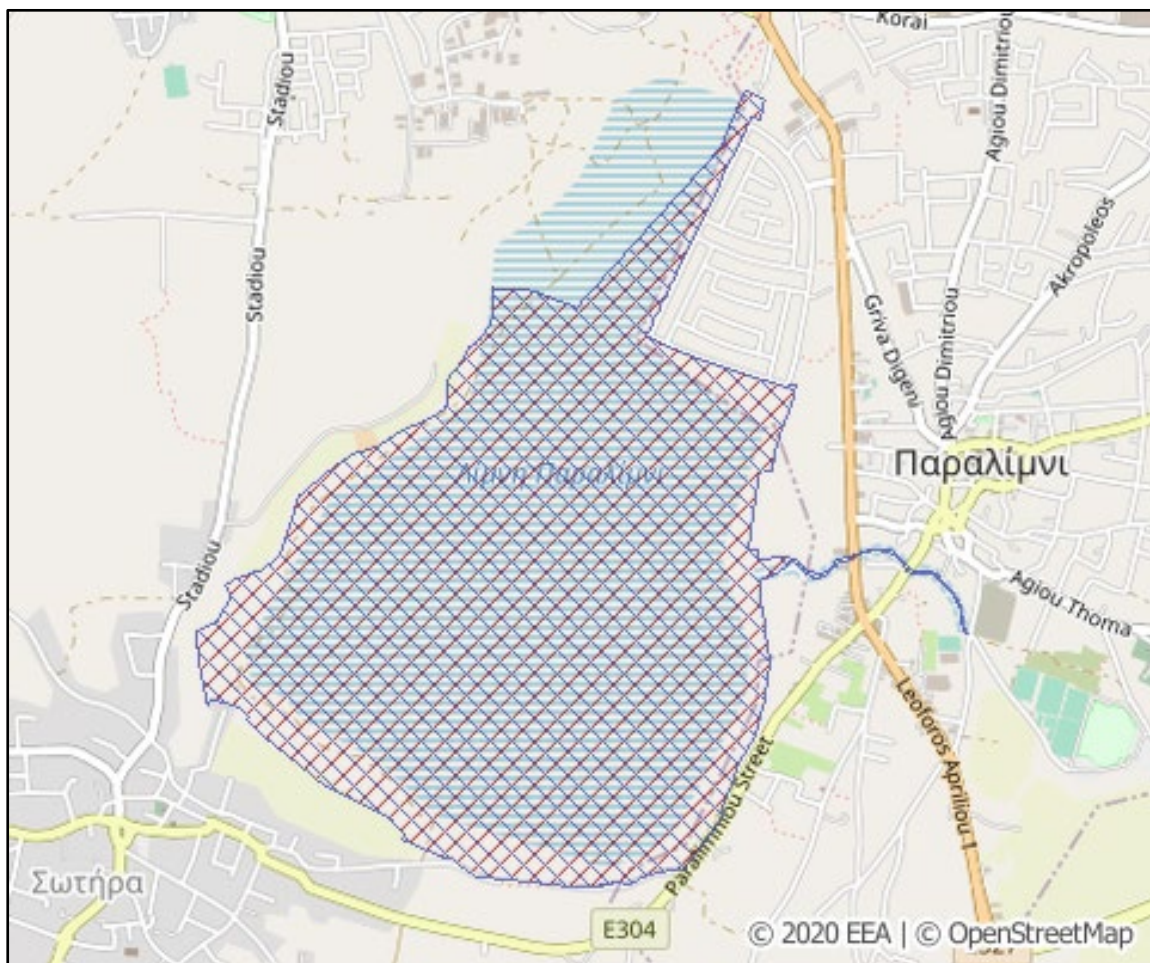 Korai
Stadiou
Agiou Dimitriou
Akropoleos
Stadiou
Griva Digeni
Agiou Dimitriou
Παραλίμνι
Λίμνη Παραλίμνι
Stadiou
Agiou Thoma
Leoforos Apriliou 1
Paralimniou Street
Σωτήρα
E304
© 2020 EEA | © OpenStreetMap